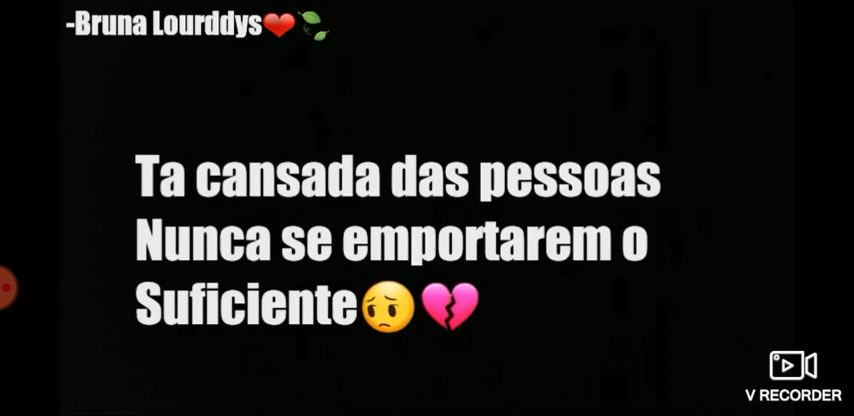 -Bruna Lourddys❤️🍃
Ta cansada das pessoas
Nunca se emportarem o
Suficiente😔💔
V RECORDER